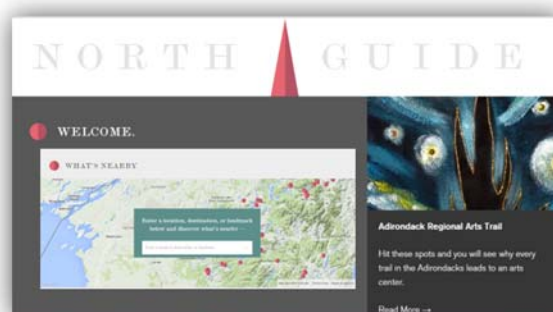 NORTH GUIDE
WELCOME.
WHAT'S NEARBY
Enter a location, destination, or landmark
below and discover what's nearby
Adirondack Regional Arts Trail
Hit these spots and you will see why every
trail in the Adirondacks leads to an arts
center.
Read More →